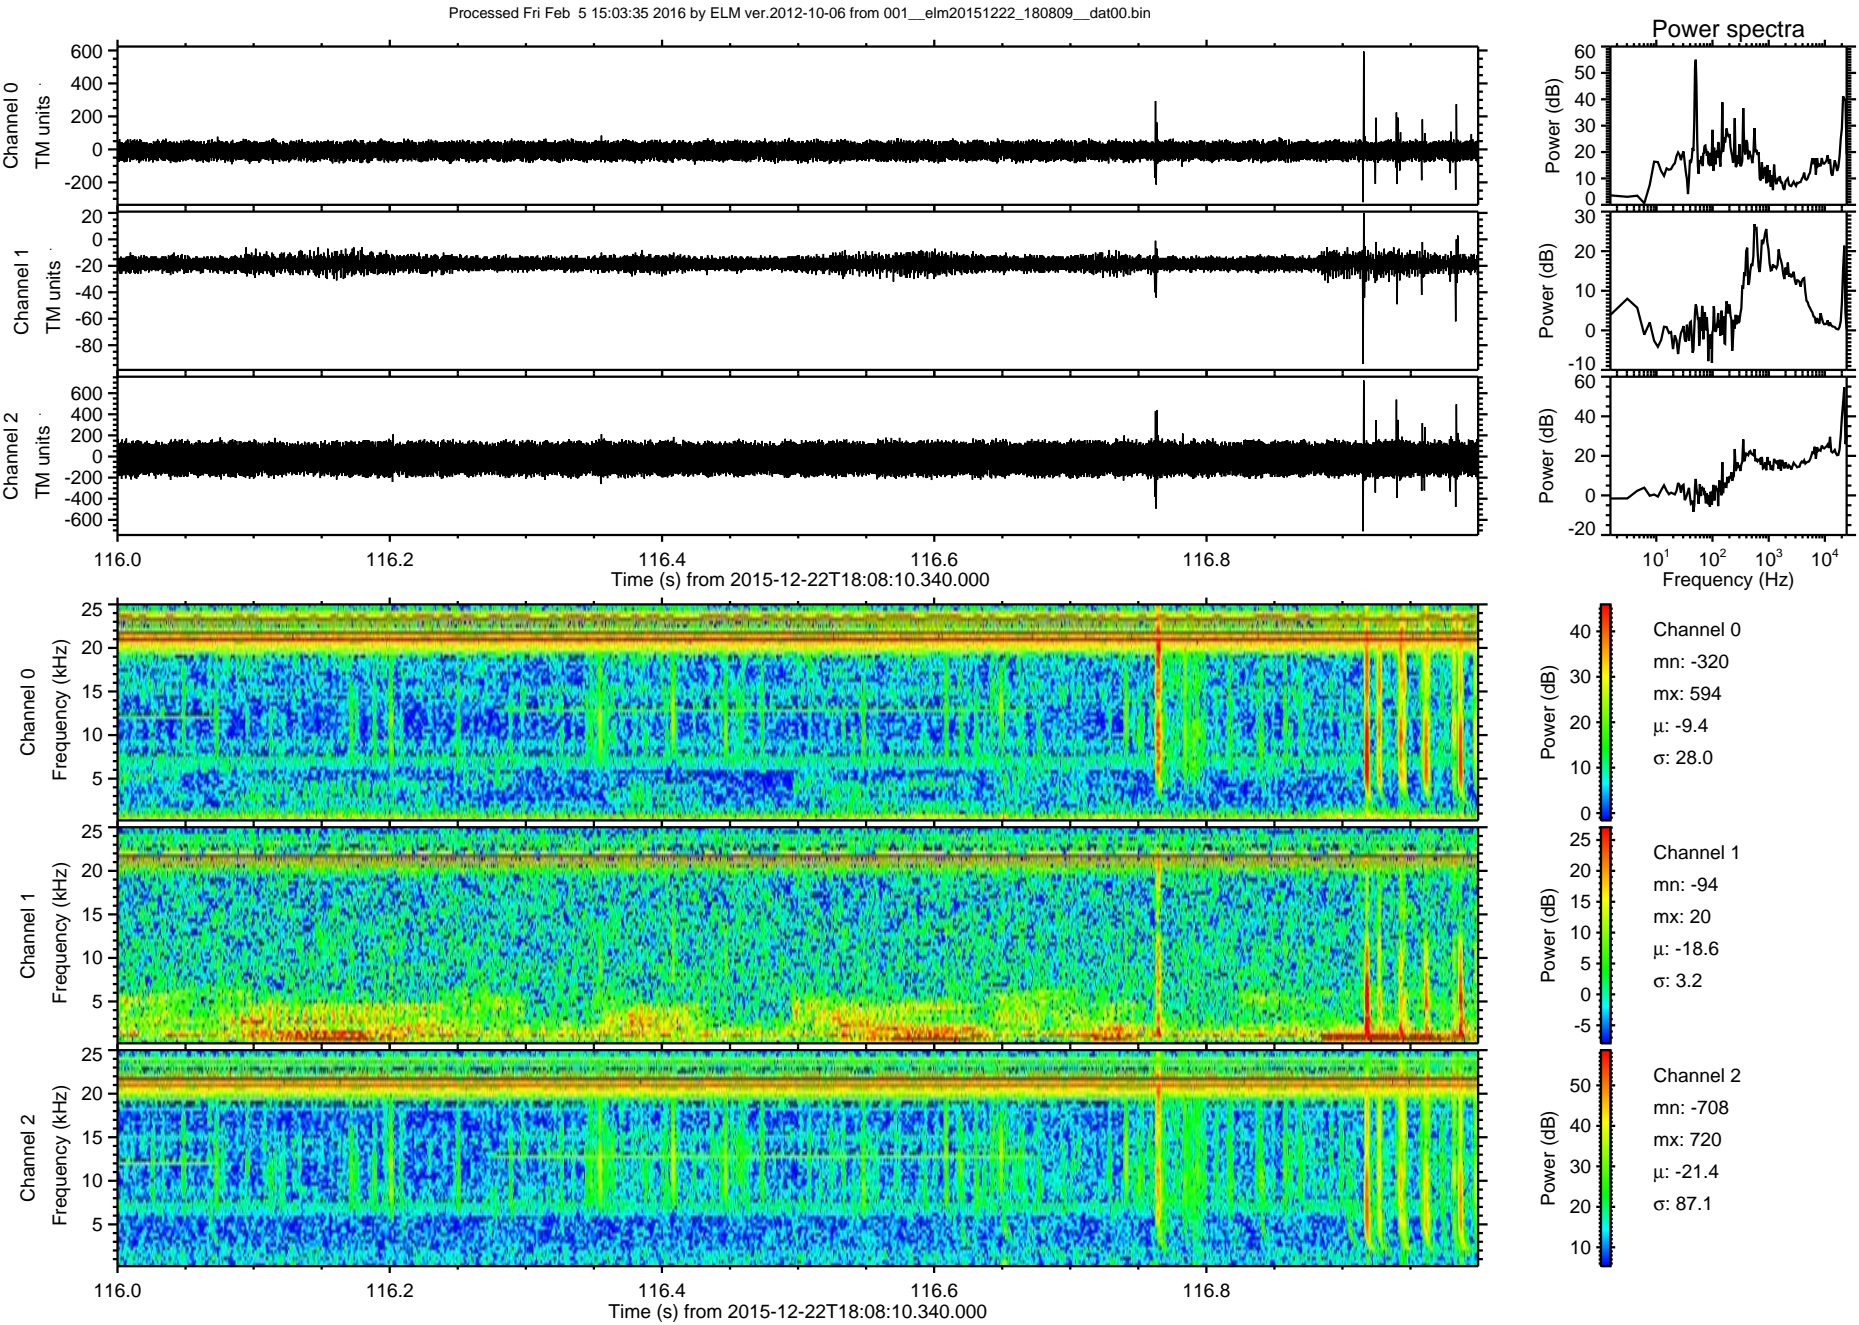 Processed Fri Feb  5 15:03:35 2016 by ELM ver.2012-10-06 from 001__elm20151222_180809__dat00.bin
Power spectra
Channel 0
TM units
600
400
200
0
-200
Power (dB)
60
50
40
30
20
10
0
Channel 1
TM units
20
0
-20
-40
-60
-80
Power (dB)
30
20
10
0
-10
Channel 2
TM units
600
400
200
0
-200
-400
-600
Power (dB)
60
40
20
0
-20
116.0 116.2 116.4 116.6 116.8
Time (s) from 2015-12-22T18:08:10.340.000
10^1 10^2 10^3 10^4
Frequency (Hz)
Channel 0
Frequency (kHz)
25
20
15
10
5
Power (dB)
40
30
20
10
0
Channel 0
mn: -320
mx: 594
μ: -9.4
σ: 28.0
Channel 1
Frequency (kHz)
25
20
15
10
5
Power (dB)
25
20
15
10
5
0
-5
Channel 1
mn: -94
mx: 20
μ: -18.6
σ: 3.2
Channel 2
Frequency (kHz)
25
20
15
10
5
Power (dB)
50
40
30
20
10
Channel 2
mn: -708
mx: 720
μ: -21.4
σ: 87.1
116.0 116.2 116.4 116.6 116.8
Time (s) from 2015-12-22T18:08:10.340.000